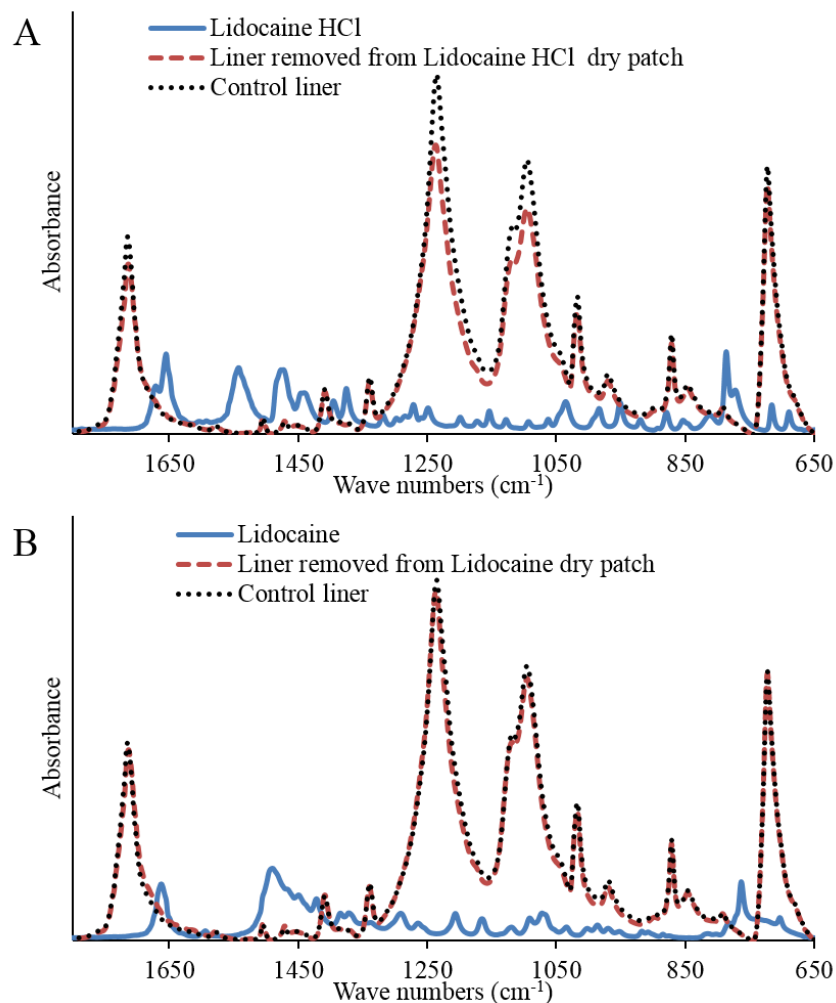 A
Lidocaine HCl
Liner removed from Lidocaine HCl dry patch
Control liner
Absorbance
1650 1450 1250 1050 850 650
Wave numbers (cm-1)
B
Lidocaine
Liner removed from Lidocaine dry patch
Control liner
Absorbance
1650 1450 1250 1050 850 650
Wave numbers (cm-1)